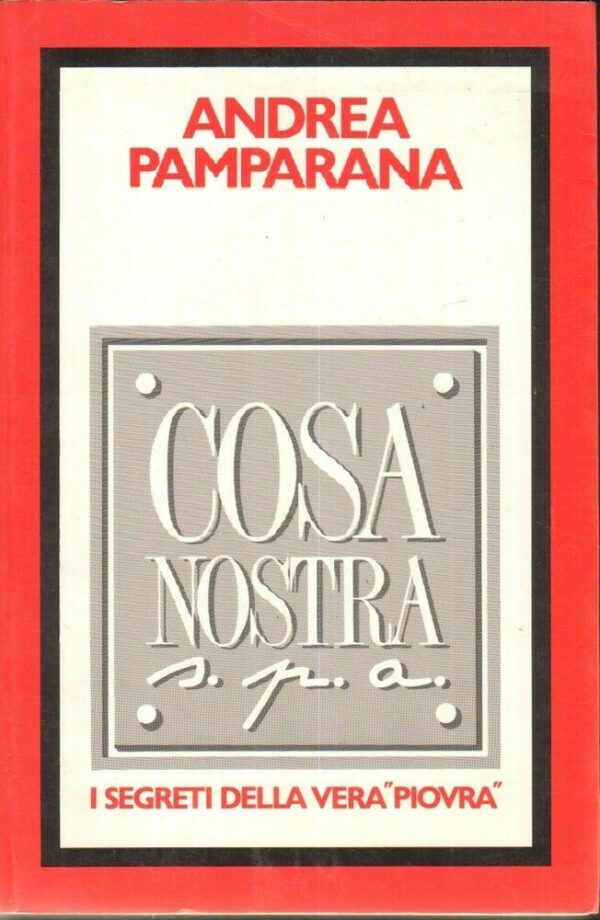 ANDREA
PAMPARANA
COSA
NOSTRA
s.p.a.
I SEGRETI DELLA VERA "PIOVRA"